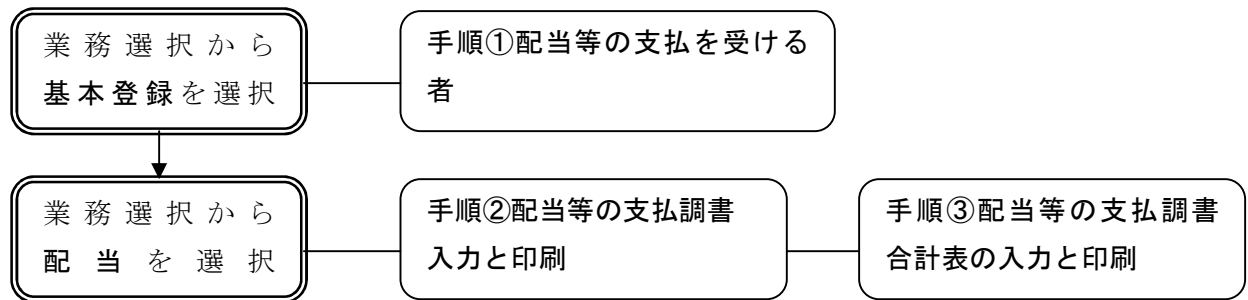 業務選択から
基本登録を選択
手順①配当等の支払を受ける
者
業務選択から
配当を選択
手順②配当等の支払調書
入力と印刷
手順③配当等の支払調書
合計表の入力と印刷